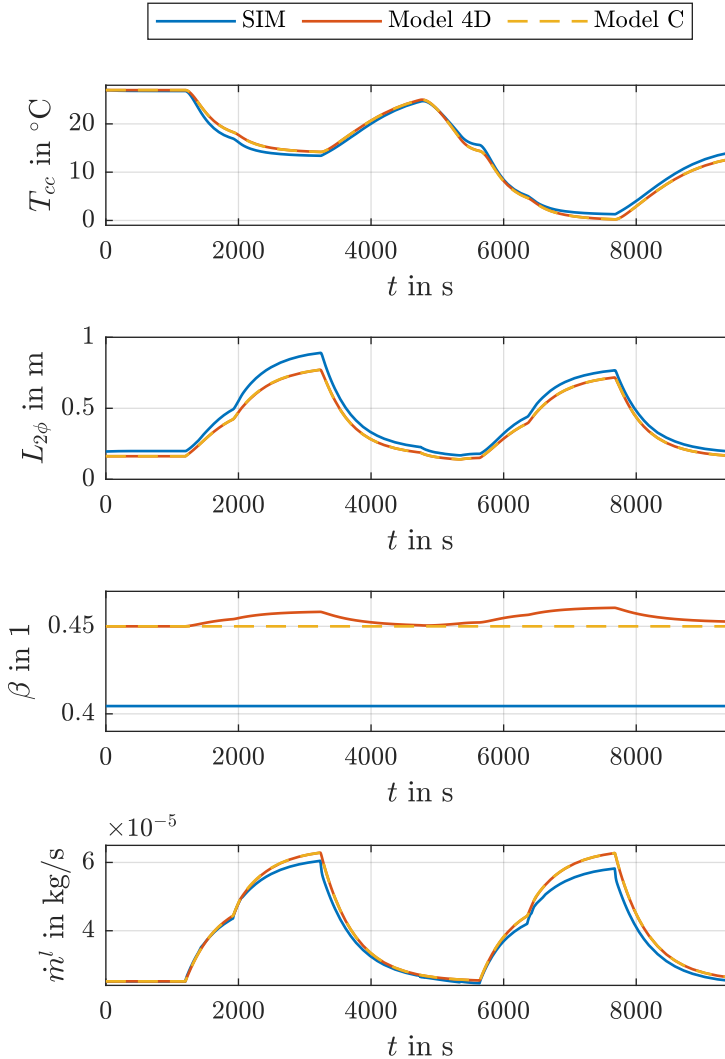 SIM Model 4D Model C
20
10
0
T_cc in °C
0 2000 4000 6000 8000
t in s
1
0.5
0
L_2ϕ in m
0 2000 4000 6000 8000
t in s
0.45
0.4
β in 1
0 2000 4000 6000 8000
t in s
×10⁻⁵
6
4
ṁ^l in kg/s
0 2000 4000 6000 8000
t in s